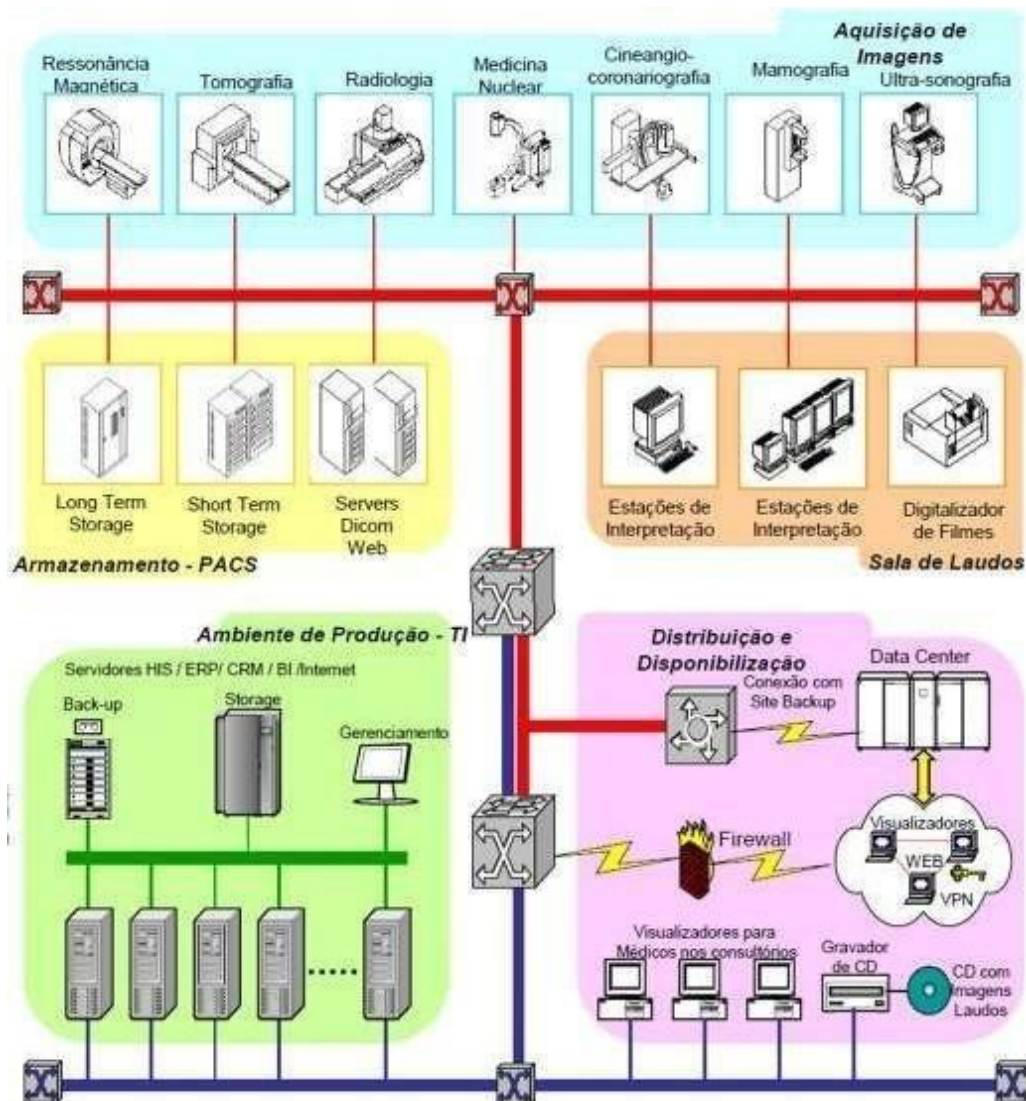 Aquisição de
Imagens
Ressonância
Magnética
Tomografia
Radiologia
Medicina
Nuclear
Cineangio-
coronariografia
Mamografia
Ultra-sonografia
Long Term
Storage
Short Term
Storage
Servers
Dicom
Web
Armazenamento - PACS
Estações de
Interpretação
Estações de
Interpretação
Digitalizador
de Filmes
Sala de Laudos
Ambiente de Produção - TI
Servidores HIS / ERP/ CRM / BI /Internet
Back-up
Storage
Gerenciamento
Distribuição e
Disponibilização
Data Center
Conexão com
Site Backup
Firewall
Visualizadores
WEB
VPN
Visualizadores para
Médicos nos consultórios
Gravador
de CD
CD com
Imagens
Laudos